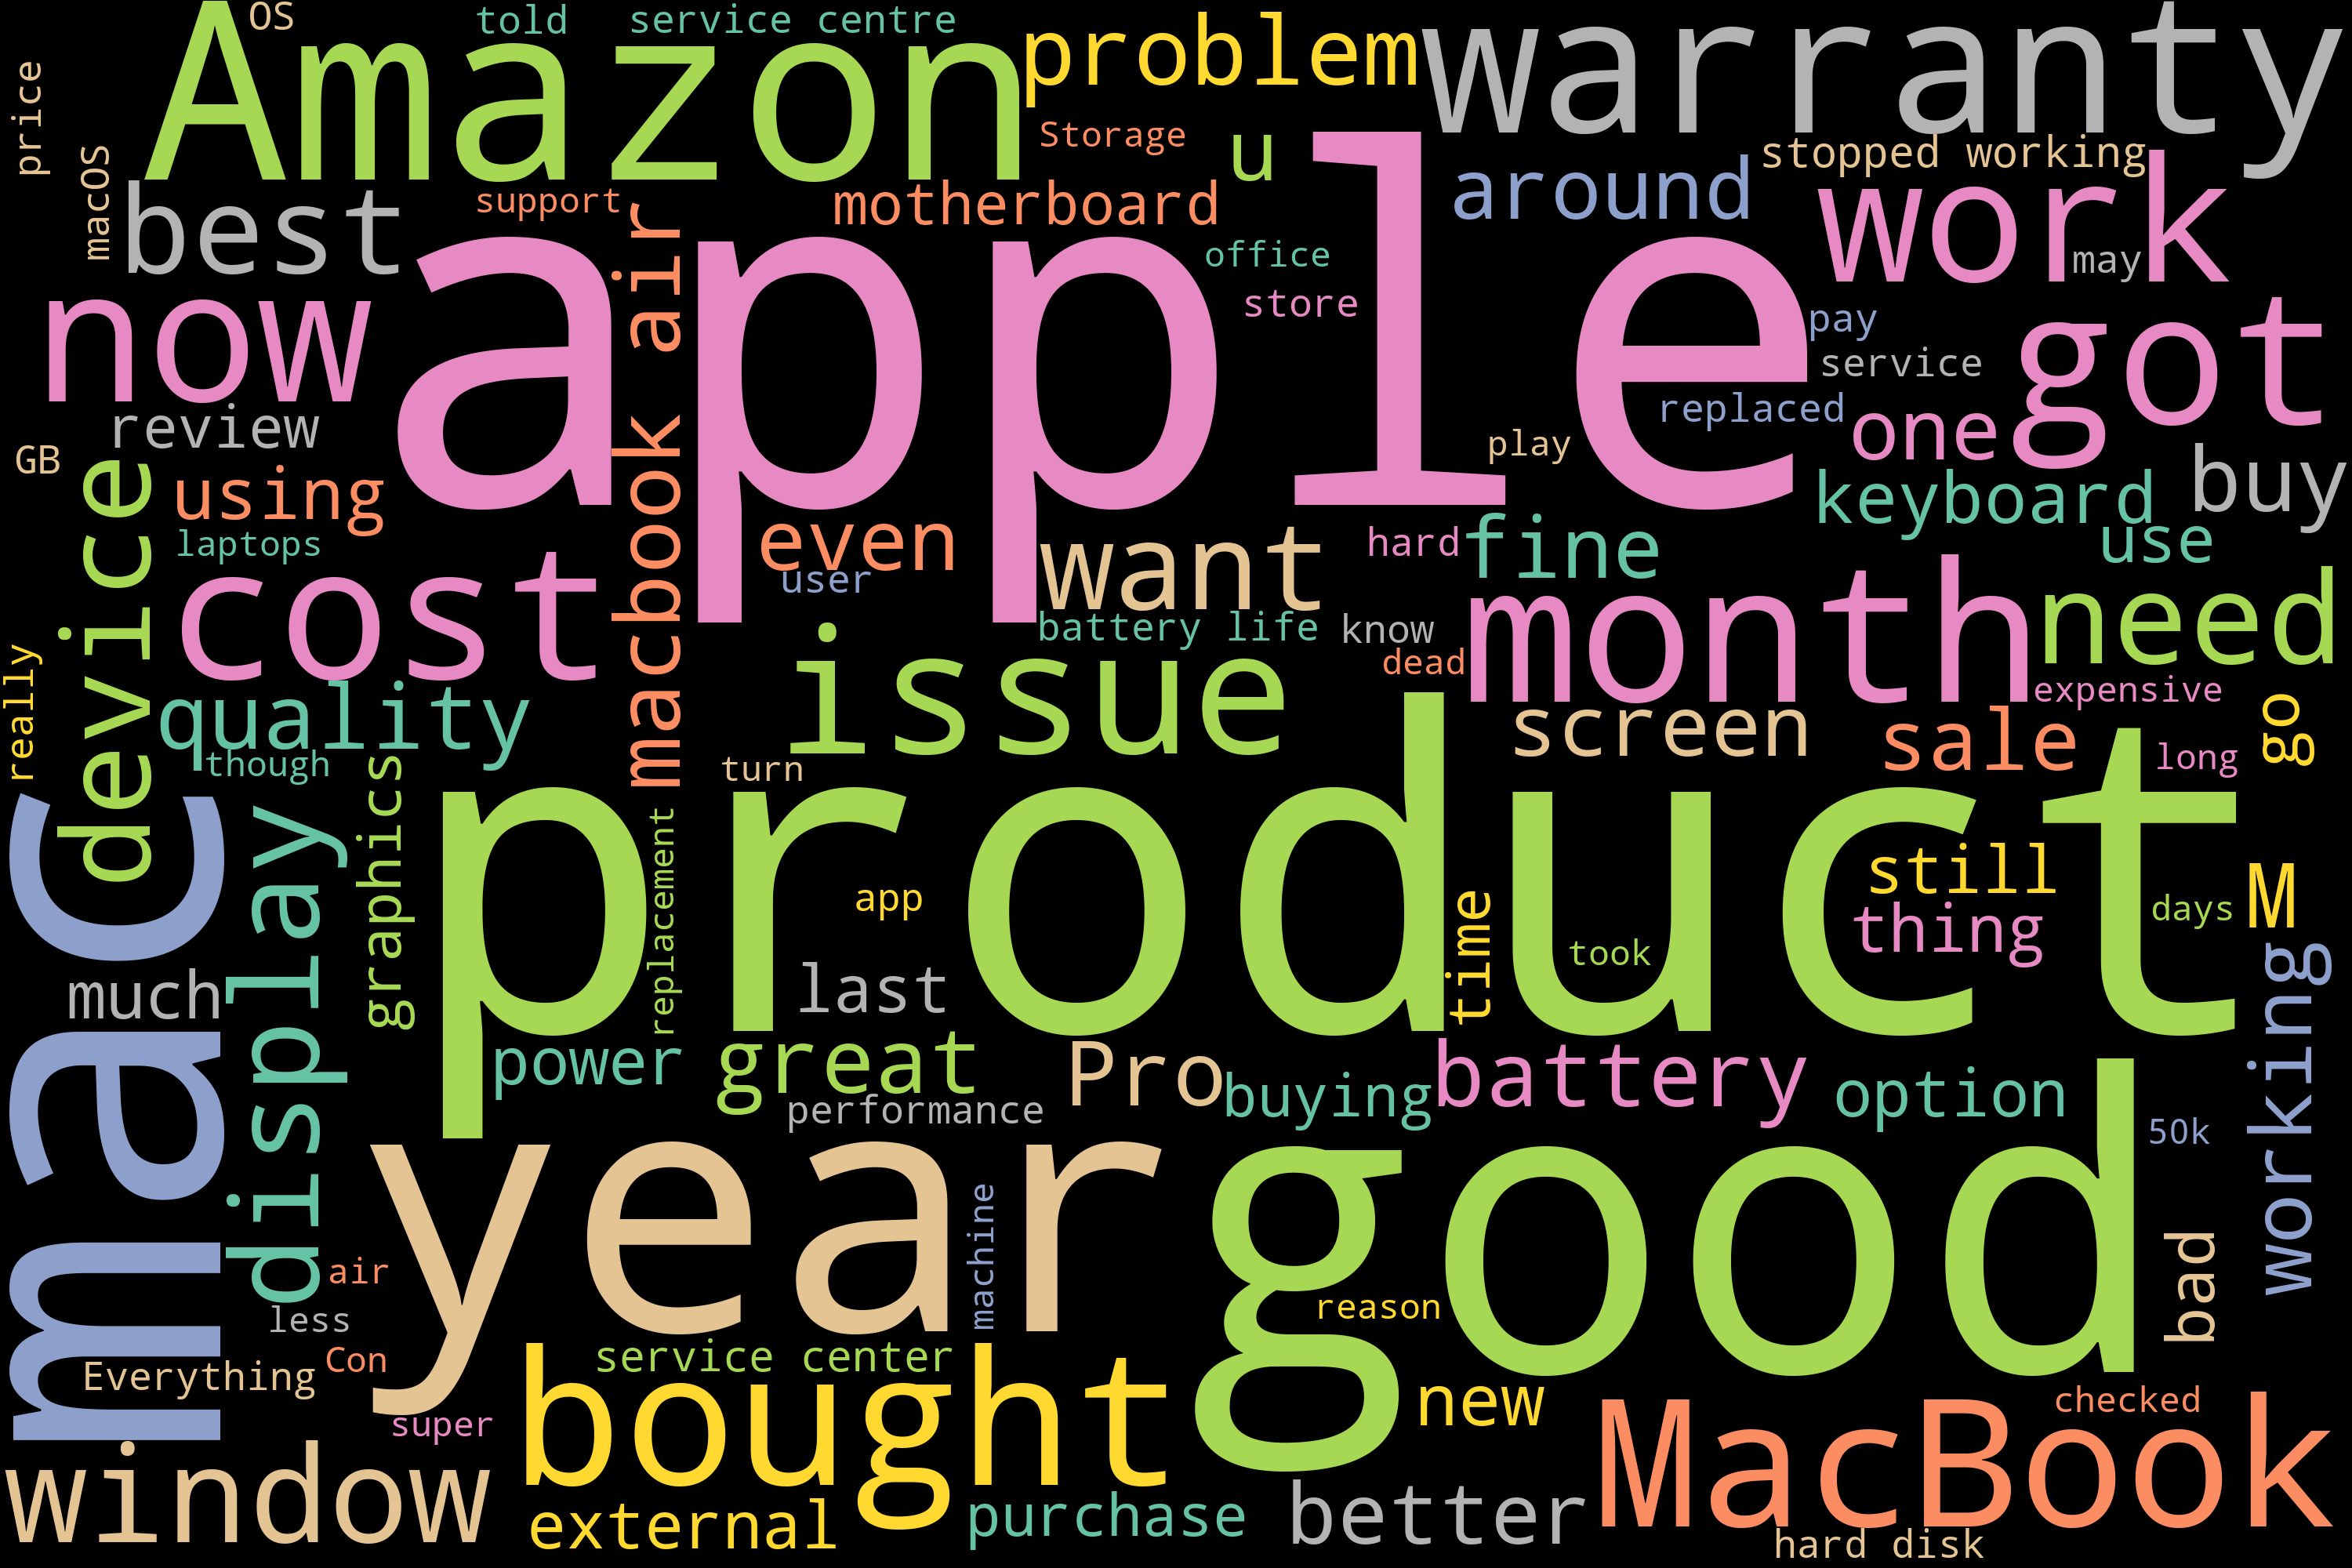 OS
told
service centre
Amazon
problem
warranty
price
macOS
Storage
u
stopped working
around
best
support
motherboard
work
apple
office
may
store
now
macbook air
pay
got
service
review
replaced
one
play
GB
device
using
keyboard
buy
laptops
even
want
hard
fine
use
cost
user
month
need
battery life
know
issue
dead
really
quality
expensive
screen
sale
go
though
turn
long
mac
display
graphics
product
replacement
app
still
M
time
thing
days
took
much
last
working
power
great
Pro
battery
buying
option
performance
50k
year
good
machine
bad
air
reason
less
service center
Everything
Con
bought
new
super
MacBook
checked
window
external
purchase
better
hard disk